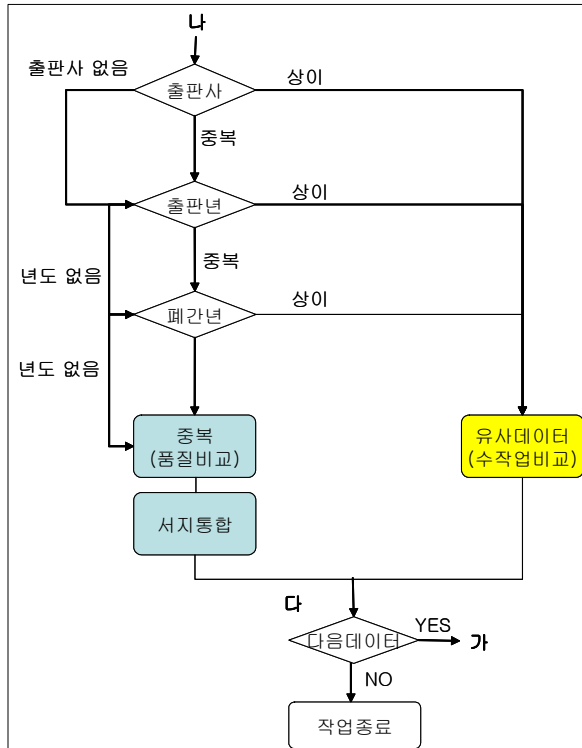 나
출판사 없음
상이
출판사
중복
출판년
상이
중복
년도 없음
상이
폐간년
년도 없음
중복
(품질비교)
유사데이터
(수작업비교)
서지통합
다
다음데이터
YES
가
NO
작업종료